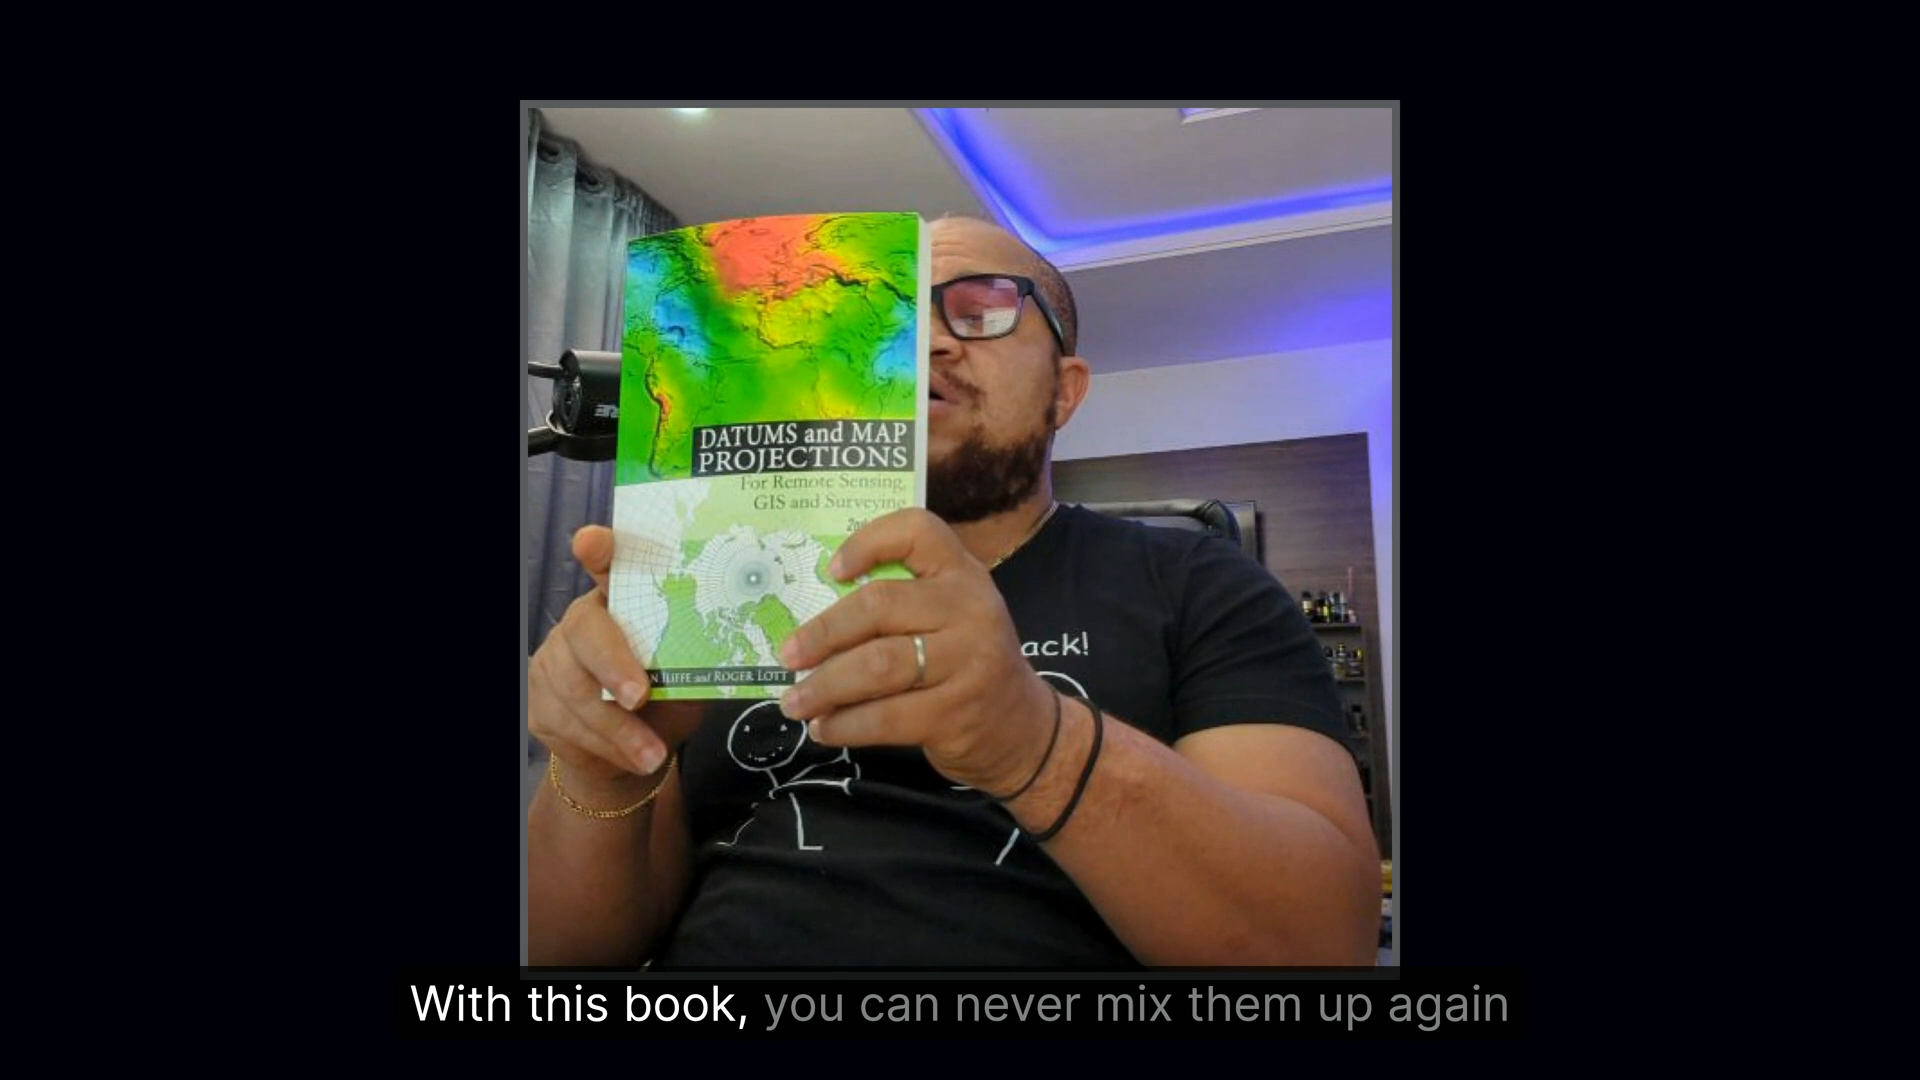 DATUMS and MAP
PROJECTIONS
For Remote Sensing,
GIS and Surveying
ILIFFE and ROGER LOTT
With this book, you can never mix them up again